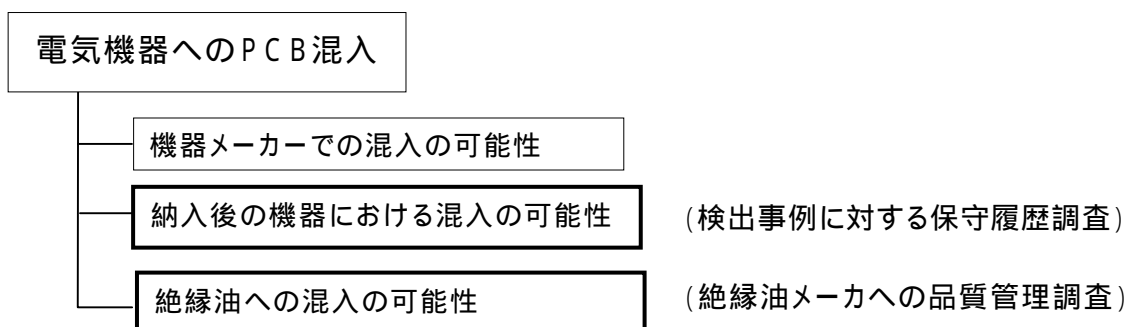 電気機器へのPCB混入
機器メーカーでの混入の可能性
納入後の機器における混入の可能性 (検出事例に対する保守履歴調査)
絶縁油への混入の可能性 (絶縁油メーカへの品質管理調査)